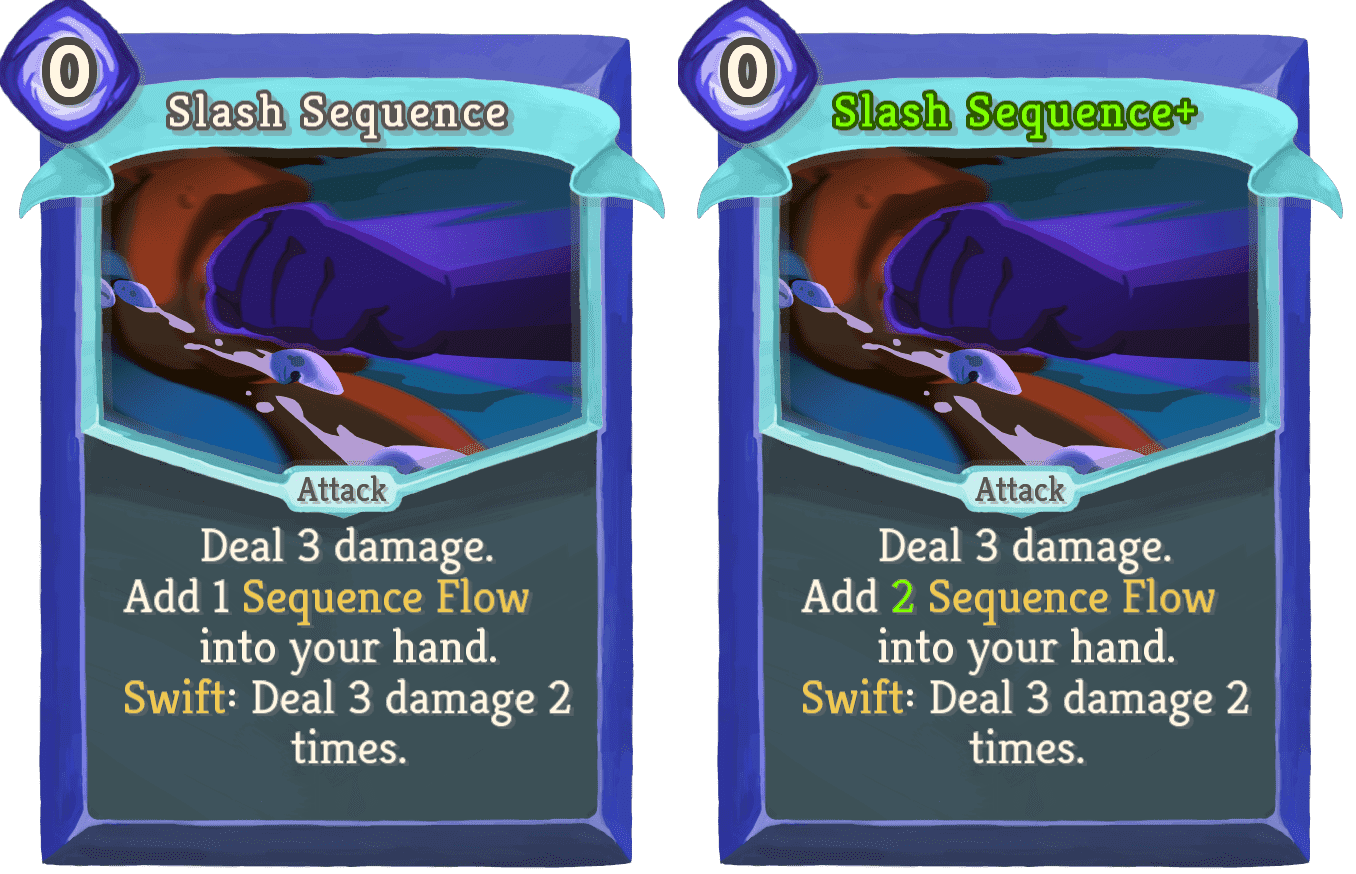 0
Slash Sequence
Attack
Deal 3 damage.
Add 1 Sequence Flow
into your hand.
Swift: Deal 3 damage 2
times.
0
Slash Sequence+
Attack
Deal 3 damage.
Add 2 Sequence Flow
into your hand.
Swift: Deal 3 damage 2
times.